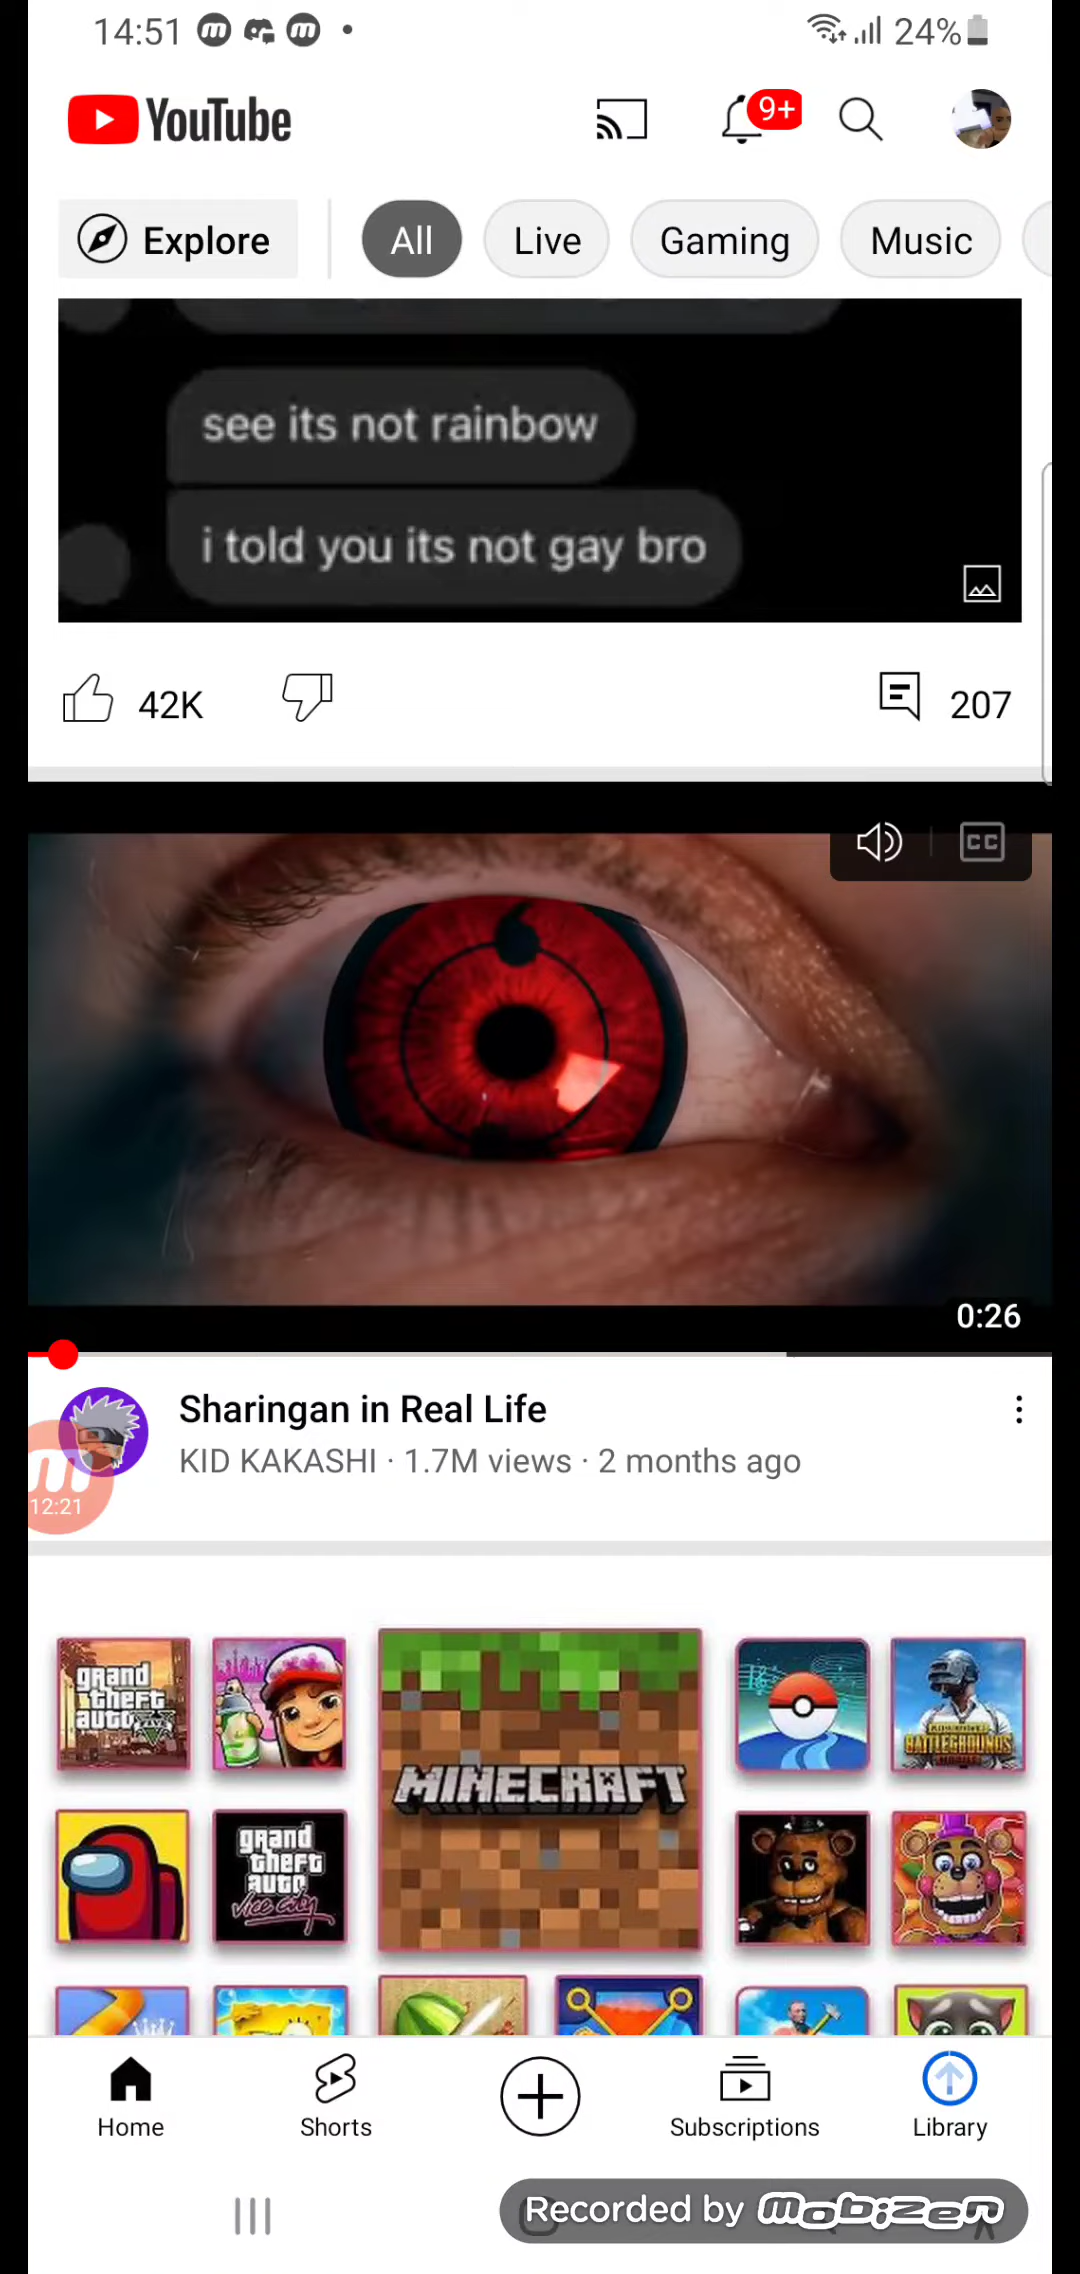 14:51 24%
YouTube 9+
Explore All Live Gaming Music
see its not rainbow
i told you its not gay bro
42K 207
CC
0:26
Sharingan in Real Life
KID KAKASHI · 1.7M views · 2 months ago
12:21
grand theft auto V
MINECRAFT
BATTLEGROUNDS
grand theft auto vice city
Home Shorts Subscriptions Library
Recorded by mobizen